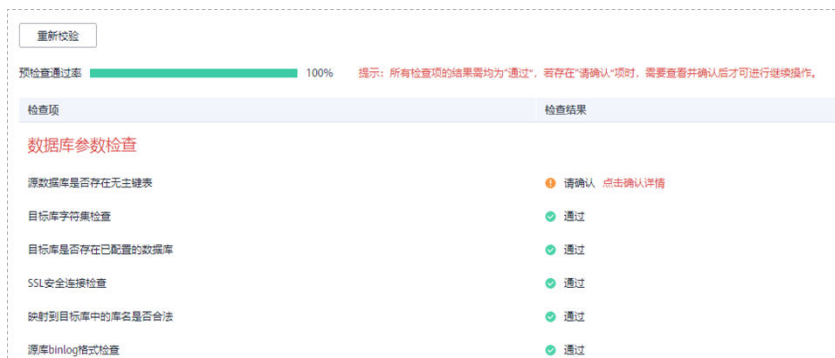 重新校验
预检查通过率 100% 提示：所有检查项的结果需均为"通过"，若存在"请确认"项时，需要查看并确认后才可进行继续操作。
检查项 检查结果
数据库参数检查
源数据库是否存在无主键表 请确认 点击确认详情
目标库字符集检查 通过
目标库是否存在已配置的数据库 通过
SSL安全连接检查 通过
映射到目标库中的库名是否合法 通过
源库binlog格式检查 通过